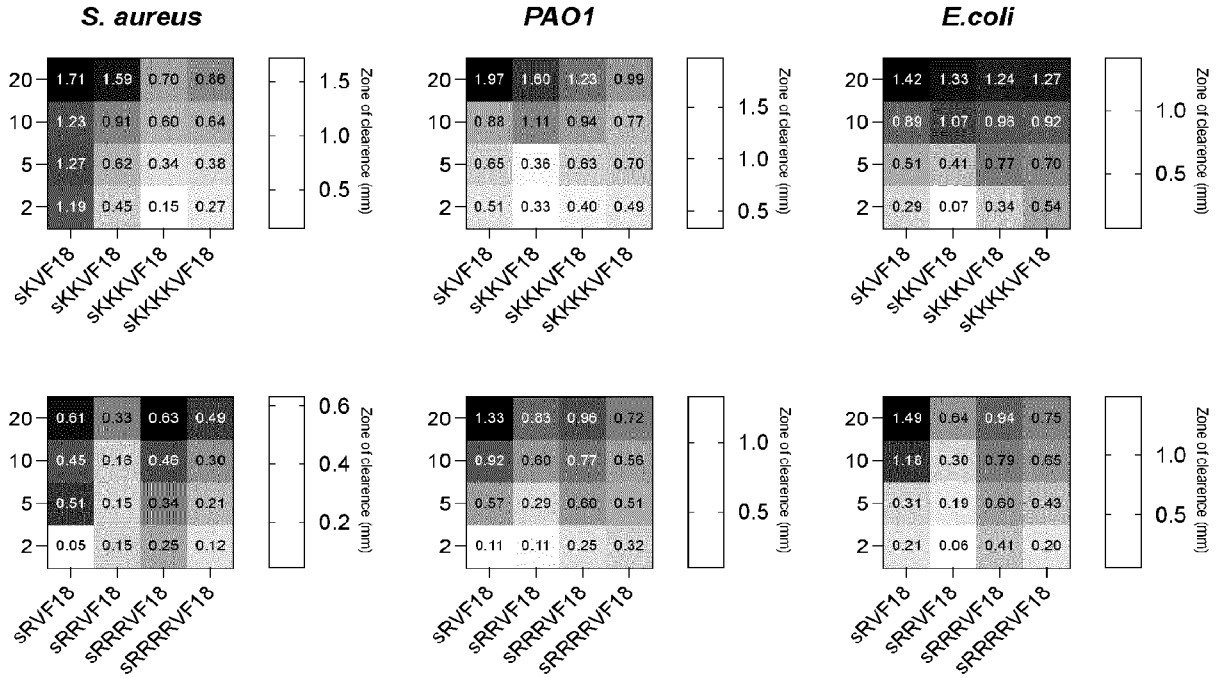 S. aureus PAO1 E.coli
20 1.71 1.59 0.70 0.86 1.5 Zone of clearence (mm)
10 1.23 0.91 0.60 0.64 1.0
5 1.27 0.62 0.34 0.38 0.5
2 1.19 0.45 0.15 0.27
sKVF18 sKKVF18 sKKKVF18 sKKKKVF18
20 1.97 1.60 1.23 0.99 1.5 Zone of clearence (mm)
10 0.88 1.11 0.94 0.77 1.0
5 0.65 0.36 0.63 0.70 0.5
2 0.51 0.33 0.40 0.49
sKVF18 sKKVF18 sKKKVF18 sKKKKVF18
20 1.42 1.33 1.24 1.27 1.0 Zone of clearence (mm)
10 0.89 1.07 0.96 0.92 0.5
5 0.51 0.41 0.77 0.70
2 0.29 0.07 0.34 0.54
sKVF18 sKKVF18 sKKKVF18 sKKKKVF18
20 0.61 0.33 0.63 0.49 0.6 Zone of clearence (mm)
10 0.45 0.16 0.46 0.30 0.4
5 0.51 0.15 0.34 0.21 0.2
2 0.05 0.15 0.25 0.12
sRVF18 sRRVF18 sRRRVF18 sRRRRVF18
20 1.33 0.83 0.96 0.72 1.0 Zone of clearence (mm)
10 0.92 0.60 0.77 0.56 0.5
5 0.57 0.29 0.60 0.51
2 0.11 0.11 0.25 0.32
sRVF18 sRRVF18 sRRRVF18 sRRRRVF18
20 1.49 0.64 0.94 0.75 1.0 Zone of clearence (mm)
10 1.16 0.30 0.79 0.65 0.5
5 0.31 0.19 0.60 0.43
2 0.21 0.06 0.41 0.20
sRVF18 sRRVF18 sRRRVF18 sRRRRVF18